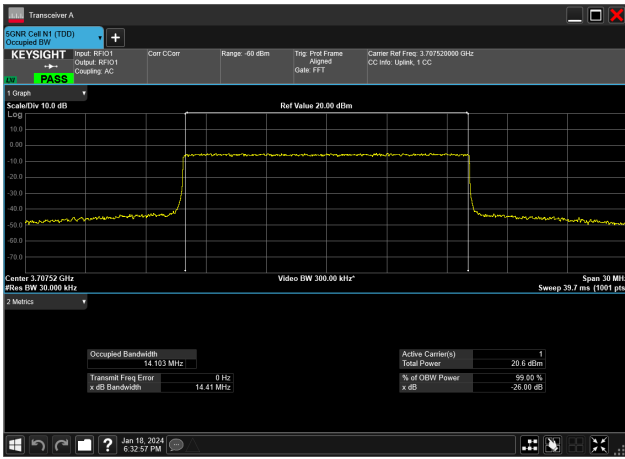 Transceiver A
5GNR Cell N1 (TDD)
Occupied BW
KEYSIGHT
PASS
Input: RFIO1
Output: RFIO1
Coupling: AC
Corr CCorr
Range: -60 dBm
Trig: Prot Frame
Aligned
Gate: FFT
Carrier Ref Freq: 3.707520000 GHz
CC Info: Uplink, 1 CC
1 Graph
Scale/Div 10.0 dB
Ref Value 20.00 dBm
Log
10.0
0.00
-10.0
-20.0
-30.0
-40.0
-50.0
-60.0
-70.0
Center 3.70752 GHz
Video BW 300.00 kHz*
Span 30 MHz
#Res BW 30.000 kHz
Sweep 39.7 ms (1001 pts)
2 Metrics
Occupied Bandwidth
14.103 MHz
Transmit Freq Error 0 Hz
x dB Bandwidth 14.41 MHz
Active Carrier(s) 1
Total Power 20.6 dBm
% of OBW Power 99.00 %
x dB -26.00 dB
Jan 18, 2024
6:32:57 PM